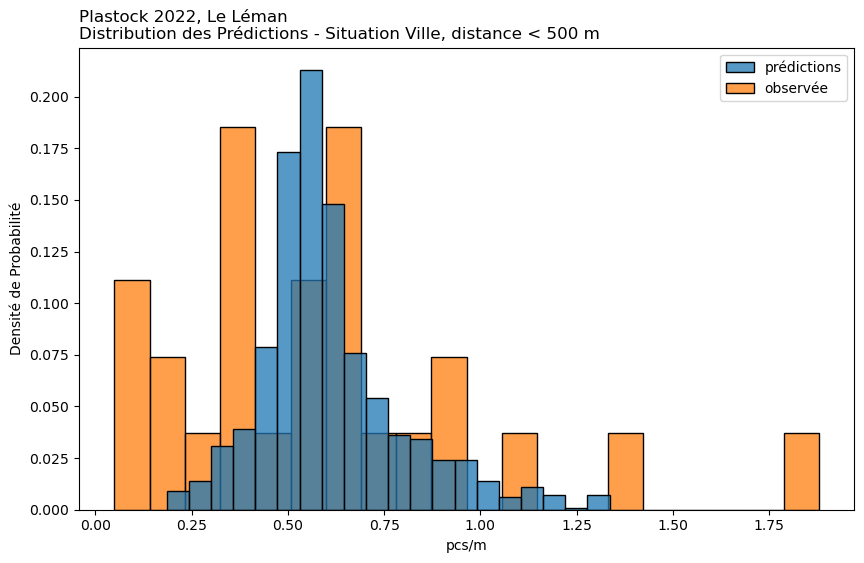 Plastock 2022, Le Léman
Distribution des Prédictions - Situation Ville, distance < 500 m
prédictions
observée
Densité de Probabilité
0.200
0.175
0.150
0.125
0.100
0.075
0.050
0.025
0.000
0.00 0.25 0.50 0.75 1.00 1.25 1.50 1.75
pcs/m